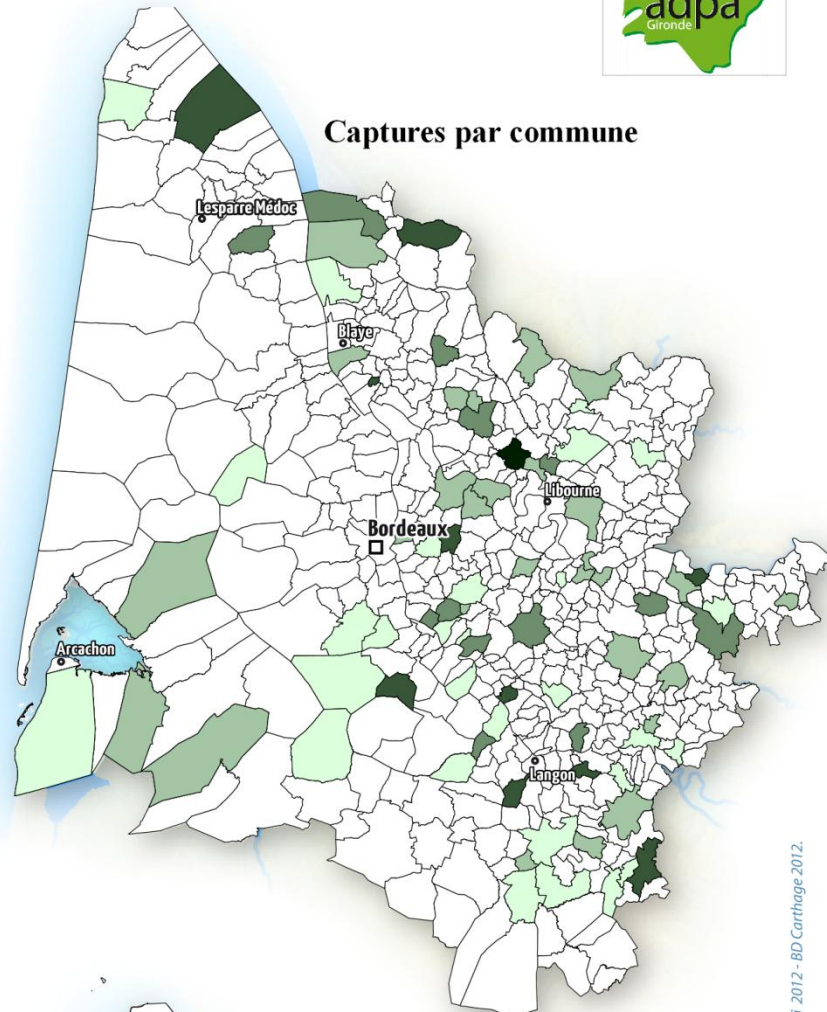 adpa
Gironde
Captures par commune
Lesparre Médoc
Blaye
Libourne
Bordeaux
Arcachon
Langon
2012 - BD Carthage 2012.